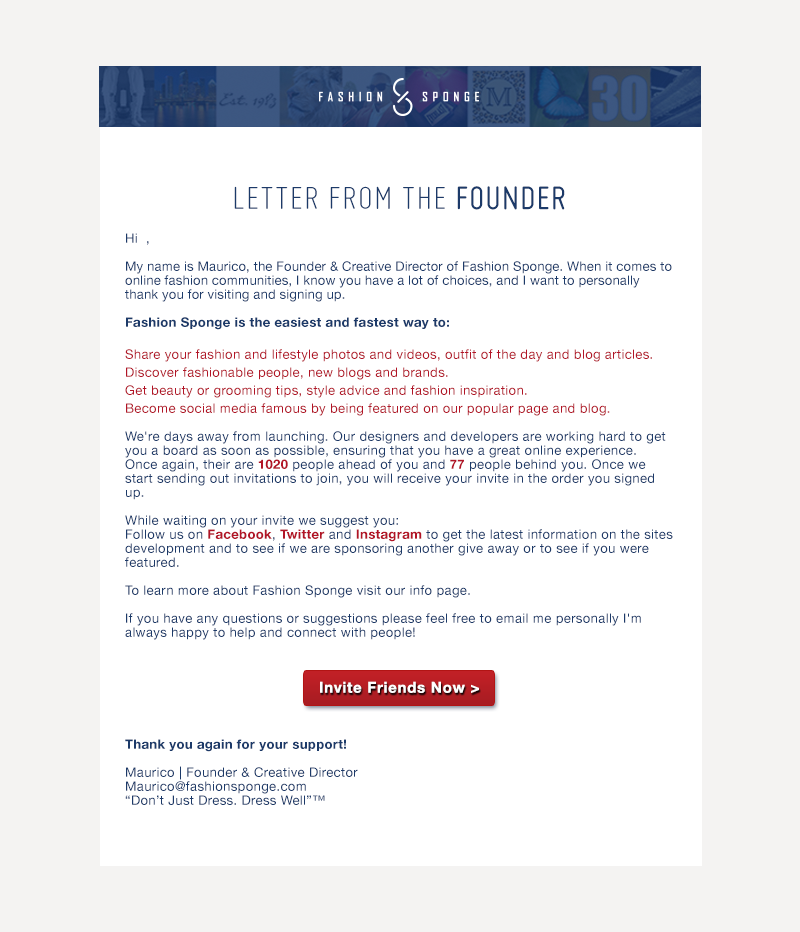 Est. 1983
FASHION SPONGE
M
30
LETTER FROM THE FOUNDER
Hi ,
My name is Maurico, the Founder & Creative Director of Fashion Sponge. When it comes to
online fashion communities, I know you have a lot of choices, and I want to personally
thank you for visiting and signing up.
Fashion Sponge is the easiest and fastest way to:
Share your fashion and lifestyle photos and videos, outfit of the day and blog articles.
Discover fashionable people, new blogs and brands.
Get beauty or grooming tips, style advice and fashion inspiration.
Become social media famous by being featured on our popular page and blog.
We're days away from launching. Our designers and developers are working hard to get
you a board as soon as possible, ensuring that you have a great online experience.
Once again, their are 1020 people ahead of you and 77 people behind you. Once we
start sending out invitations to join, you will receive your invite in the order you signed
up.
While waiting on your invite we suggest you:
Follow us on Facebook, Twitter and Instagram to get the latest information on the sites
development and to see if we are sponsoring another give away or to see if you were
featured.
To learn more about Fashion Sponge visit our info page.
If you have any questions or suggestions please feel free to email me personally I'm
always happy to help and connect with people!
Invite Friends Now >
Thank you again for your support!
Maurico | Founder & Creative Director
Maurico@fashionsponge.com
“Don’t Just Dress. Dress Well”™